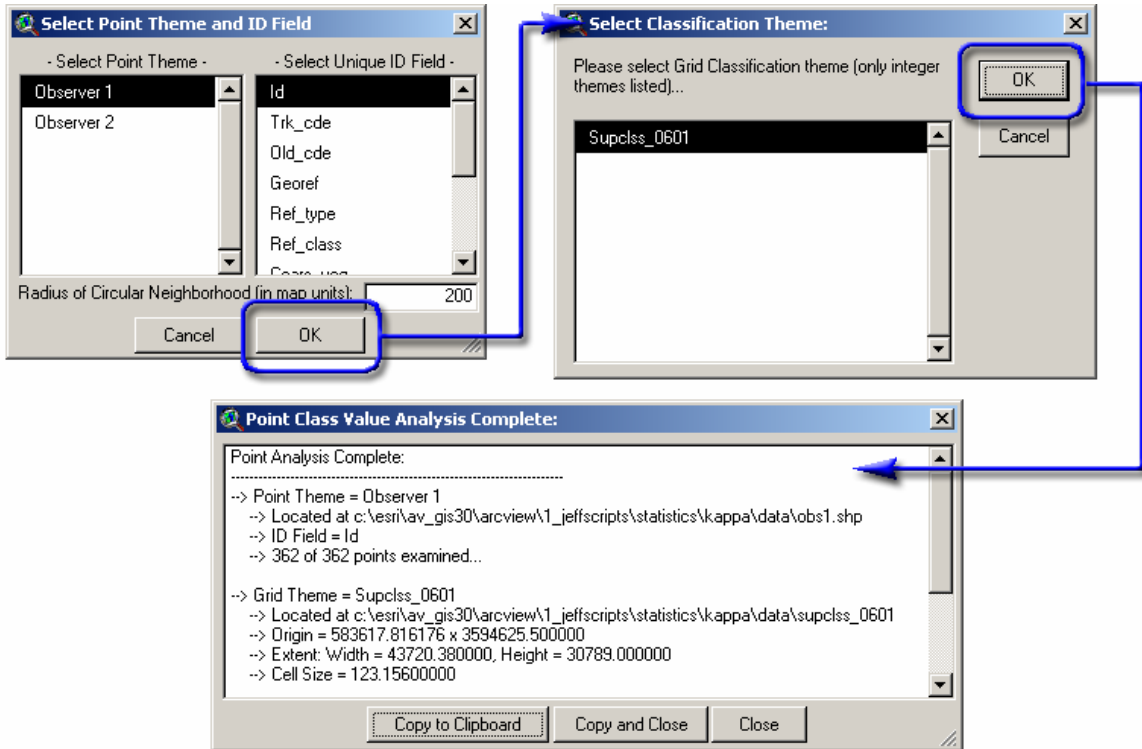 Select Point Theme and ID Field
- Select Point Theme -
- Select Unique ID Field -
Observer 1
Observer 2
Id
Trk_cde
Old_cde
Georef
Ref_type
Ref_class
Radius of Circular Neighborhood (in map units):
200
Cancel
OK
Select Classification Theme:
Please select Grid Classification theme (only integer
themes listed)...
Supclss_0601
OK
Cancel
Point Class Value Analysis Complete:
Point Analysis Complete:
--> Point Theme = Observer 1
--> Located at c:\esri\av_gis30\arcview\1_jeffscripts\statistics\kappa\data\obs1.shp
--> ID Field = Id
--> 362 of 362 points examined...
--> Grid Theme = Supclss_0601
--> Located at c:\esri\av_gis30\arcview\1_jeffscripts\statistics\kappa\data\supclss_0601
--> Origin = 583617.816176 x 3594625.500000
--> Extent: Width = 43720.380000, Height = 30789.000000
--> Cell Size = 123.15600000
Copy to Clipboard
Copy and Close
Close